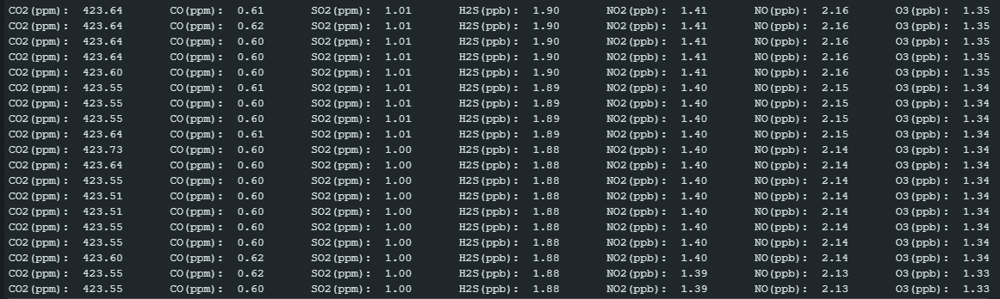 CO2(ppm): 423.64 CO(ppm): 0.61 SO2(ppm): 1.01 H2S(ppb): 1.90 NO2(ppb): 1.41 NO(ppb): 2.16 O3(ppb): 1.35
CO2(ppm): 423.64 CO(ppm): 0.62 SO2(ppm): 1.01 H2S(ppb): 1.90 NO2(ppb): 1.41 NO(ppb): 2.16 O3(ppb): 1.35
CO2(ppm): 423.64 CO(ppm): 0.60 SO2(ppm): 1.01 H2S(ppb): 1.90 NO2(ppb): 1.41 NO(ppb): 2.16 O3(ppb): 1.35
CO2(ppm): 423.64 CO(ppm): 0.60 SO2(ppm): 1.01 H2S(ppb): 1.90 NO2(ppb): 1.41 NO(ppb): 2.16 O3(ppb): 1.35
CO2(ppm): 423.60 CO(ppm): 0.60 SO2(ppm): 1.01 H2S(ppb): 1.90 NO2(ppb): 1.41 NO(ppb): 2.16 O3(ppb): 1.35
CO2(ppm): 423.55 CO(ppm): 0.61 SO2(ppm): 1.01 H2S(ppb): 1.89 NO2(ppb): 1.40 NO(ppb): 2.15 O3(ppb): 1.34
CO2(ppm): 423.55 CO(ppm): 0.60 SO2(ppm): 1.01 H2S(ppb): 1.89 NO2(ppb): 1.40 NO(ppb): 2.15 O3(ppb): 1.34
CO2(ppm): 423.55 CO(ppm): 0.60 SO2(ppm): 1.01 H2S(ppb): 1.89 NO2(ppb): 1.40 NO(ppb): 2.15 O3(ppb): 1.34
CO2(ppm): 423.64 CO(ppm): 0.61 SO2(ppm): 1.01 H2S(ppb): 1.89 NO2(ppb): 1.40 NO(ppb): 2.15 O3(ppb): 1.34
CO2(ppm): 423.73 CO(ppm): 0.60 SO2(ppm): 1.00 H2S(ppb): 1.88 NO2(ppb): 1.40 NO(ppb): 2.14 O3(ppb): 1.34
CO2(ppm): 423.64 CO(ppm): 0.60 SO2(ppm): 1.00 H2S(ppb): 1.88 NO2(ppb): 1.40 NO(ppb): 2.14 O3(ppb): 1.34
CO2(ppm): 423.55 CO(ppm): 0.60 SO2(ppm): 1.00 H2S(ppb): 1.88 NO2(ppb): 1.40 NO(ppb): 2.14 O3(ppb): 1.34
CO2(ppm): 423.51 CO(ppm): 0.60 SO2(ppm): 1.00 H2S(ppb): 1.88 NO2(ppb): 1.40 NO(ppb): 2.14 O3(ppb): 1.34
CO2(ppm): 423.51 CO(ppm): 0.60 SO2(ppm): 1.00 H2S(ppb): 1.88 NO2(ppb): 1.40 NO(ppb): 2.14 O3(ppb): 1.34
CO2(ppm): 423.55 CO(ppm): 0.60 SO2(ppm): 1.00 H2S(ppb): 1.88 NO2(ppb): 1.40 NO(ppb): 2.14 O3(ppb): 1.34
CO2(ppm): 423.55 CO(ppm): 0.60 SO2(ppm): 1.00 H2S(ppb): 1.88 NO2(ppb): 1.40 NO(ppb): 2.14 O3(ppb): 1.34
CO2(ppm): 423.60 CO(ppm): 0.62 SO2(ppm): 1.00 H2S(ppb): 1.88 NO2(ppb): 1.40 NO(ppb): 2.14 O3(ppb): 1.34
CO2(ppm): 423.55 CO(ppm): 0.62 SO2(ppm): 1.00 H2S(ppb): 1.88 NO2(ppb): 1.39 NO(ppb): 2.13 O3(ppb): 1.33
CO2(ppm): 423.55 CO(ppm): 0.60 SO2(ppm): 1.00 H2S(ppb): 1.88 NO2(ppb): 1.39 NO(ppb): 2.13 O3(ppb): 1.33